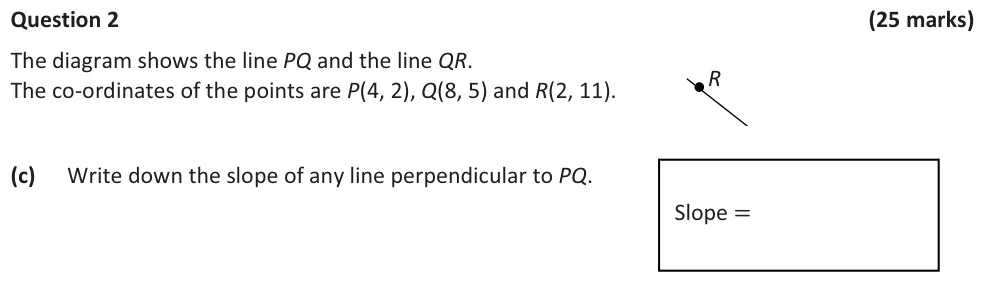 Question 2 (25 marks)
The diagram shows the line PQ and the line QR.
The co-ordinates of the points are P(4, 2), Q(8, 5) and R(2, 11).
R
(c) Write down the slope of any line perpendicular to PQ.
Slope =